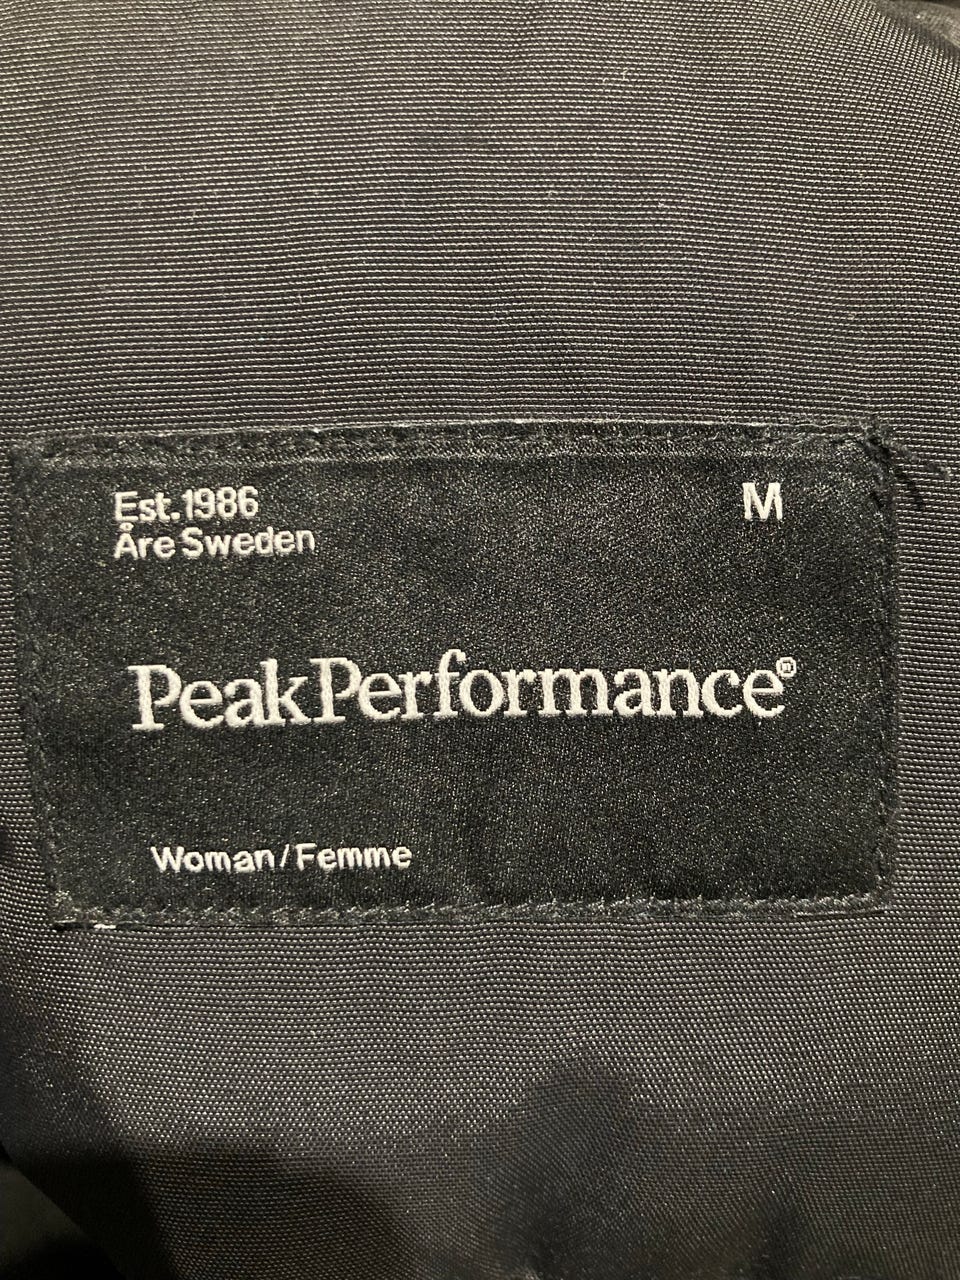 Est.1986
M
Åre Sweden
PeakPerformance®
Woman/Femme